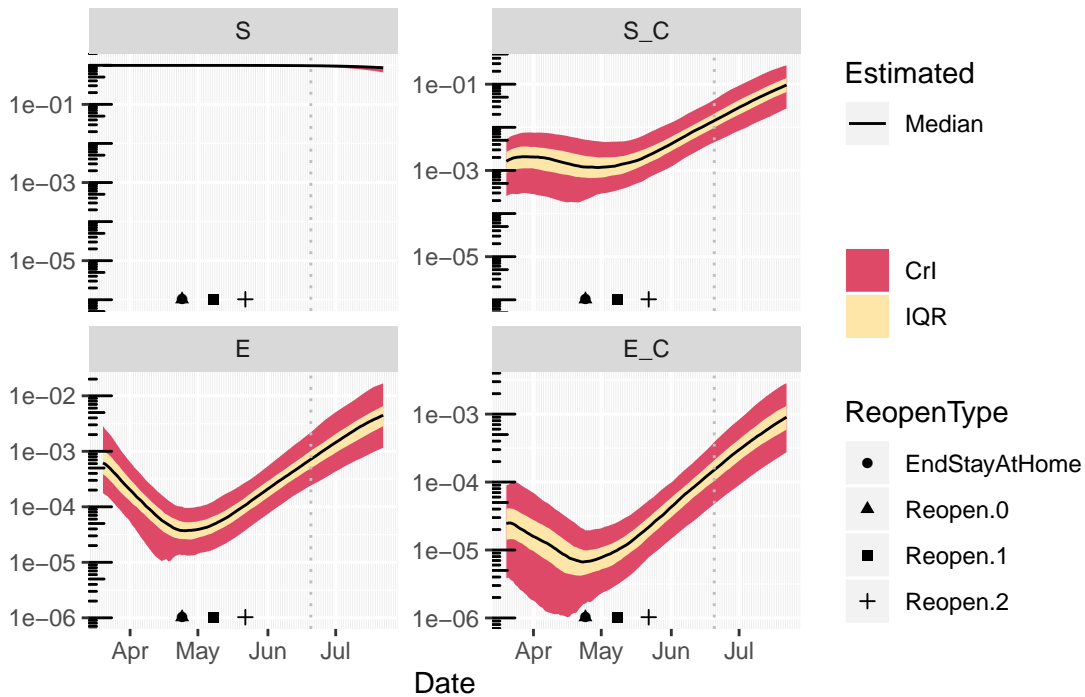 S
S_C
1e−01
1e−03
1e−05
1e−01
1e−03
1e−05
E
E_C
1e−02
1e−03
1e−04
1e−05
1e−06
1e−03
1e−04
1e−05
1e−06
Apr May Jun Jul
Apr May Jun Jul
Date
Estimated
Median
CrI
IQR
ReopenType
EndStayAtHome
Reopen.0
Reopen.1
Reopen.2